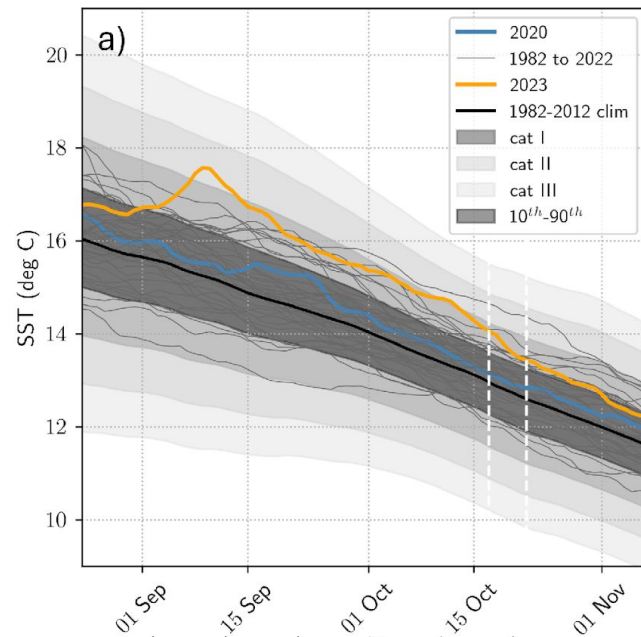 a)
2020
1982 to 2022
2023
1982-2012 clim
cat I
cat II
cat III
10th-90th
SST (deg C)
20
18
16
14
12
10
01 Sep
15 Sep
01 Oct
15 Oct
01 Nov